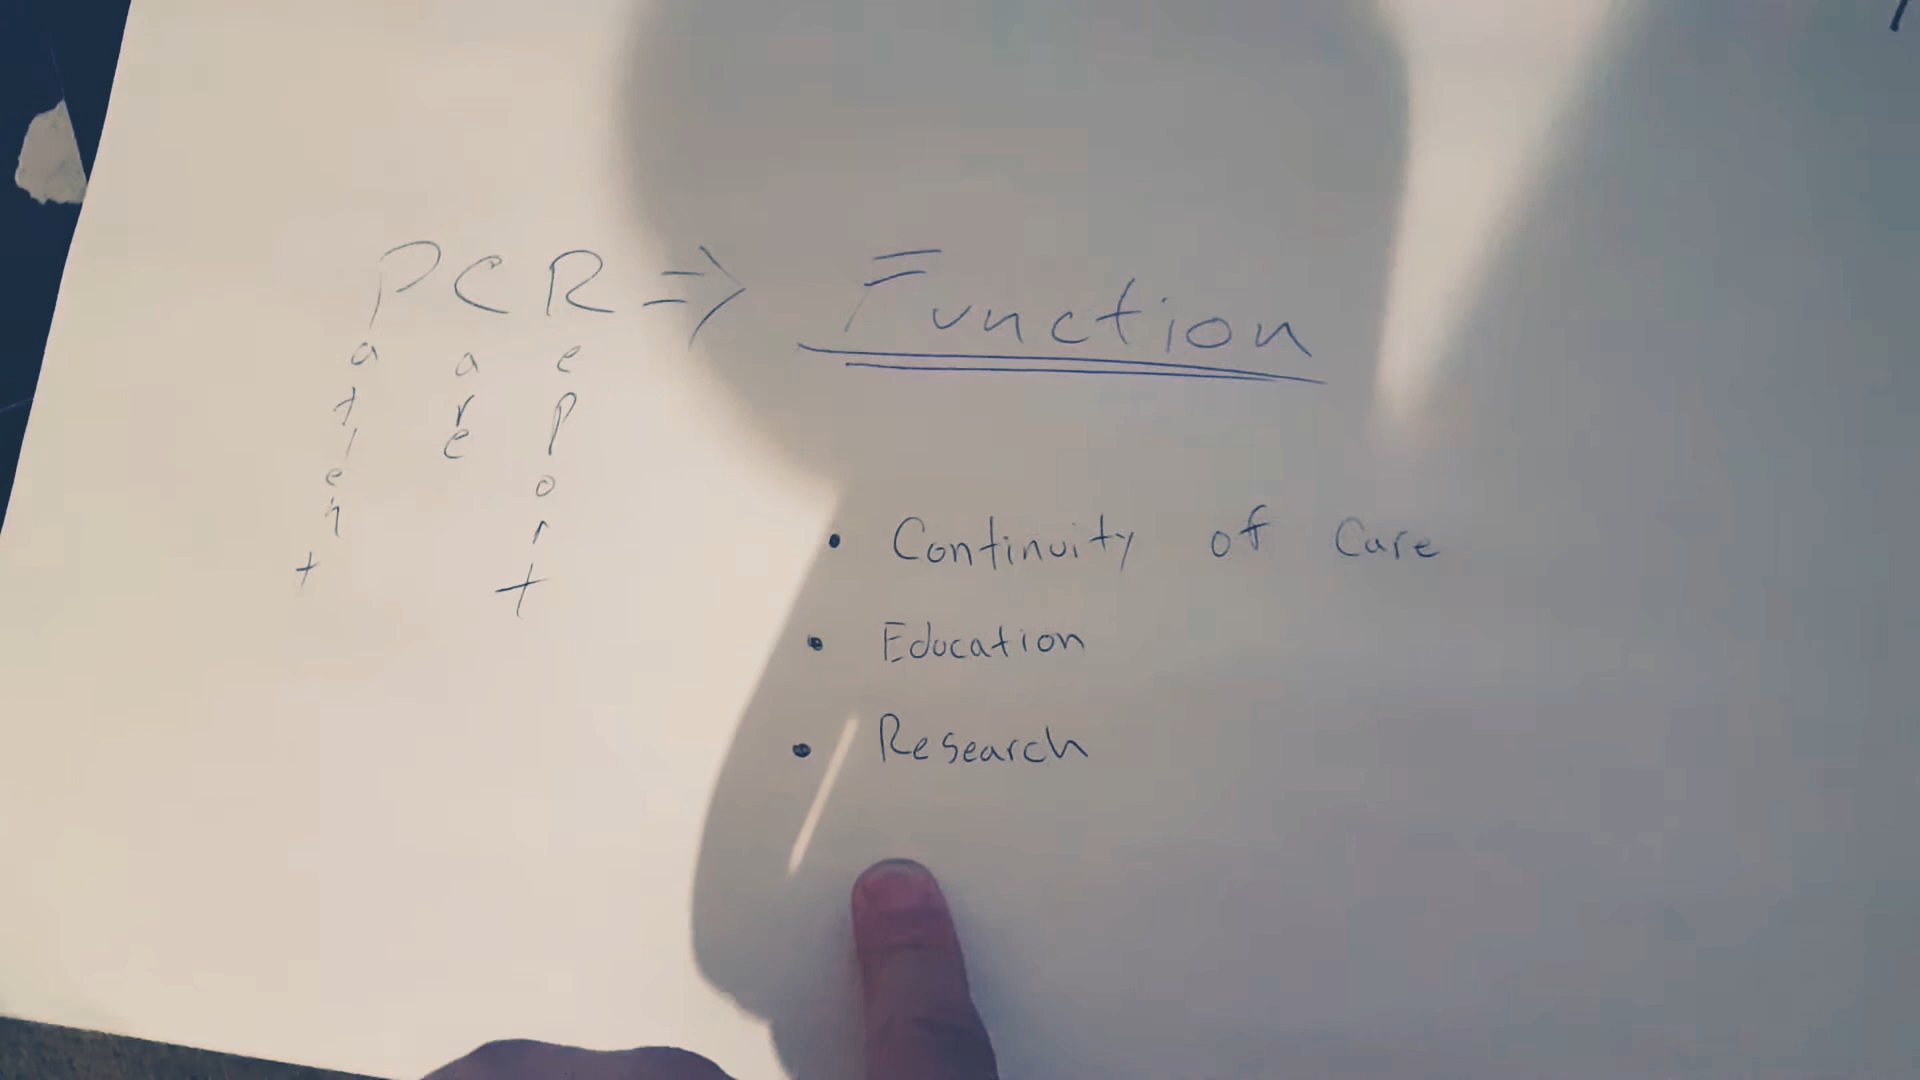 PCR => Function
Patient
Care
Report
• Continuity of Care
• Education
• Research